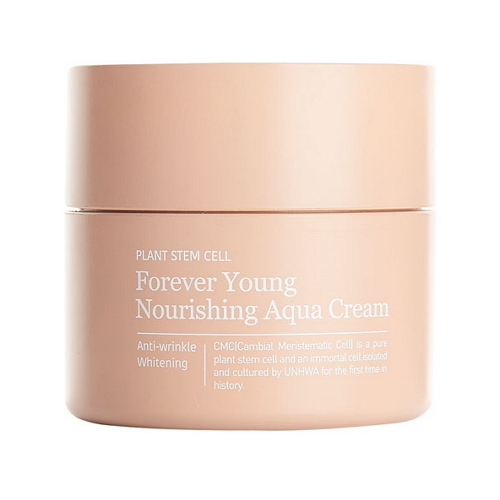 PLANT STEM CELL
Forever Young
Nourishing Aqua Cream
Anti-wrinkle
Whitening
CMC(Cambial Meristematic Cell) is a pure
plant stem cell and an immortal cell isolated
and cultured by UNHWA for the first time in
history.